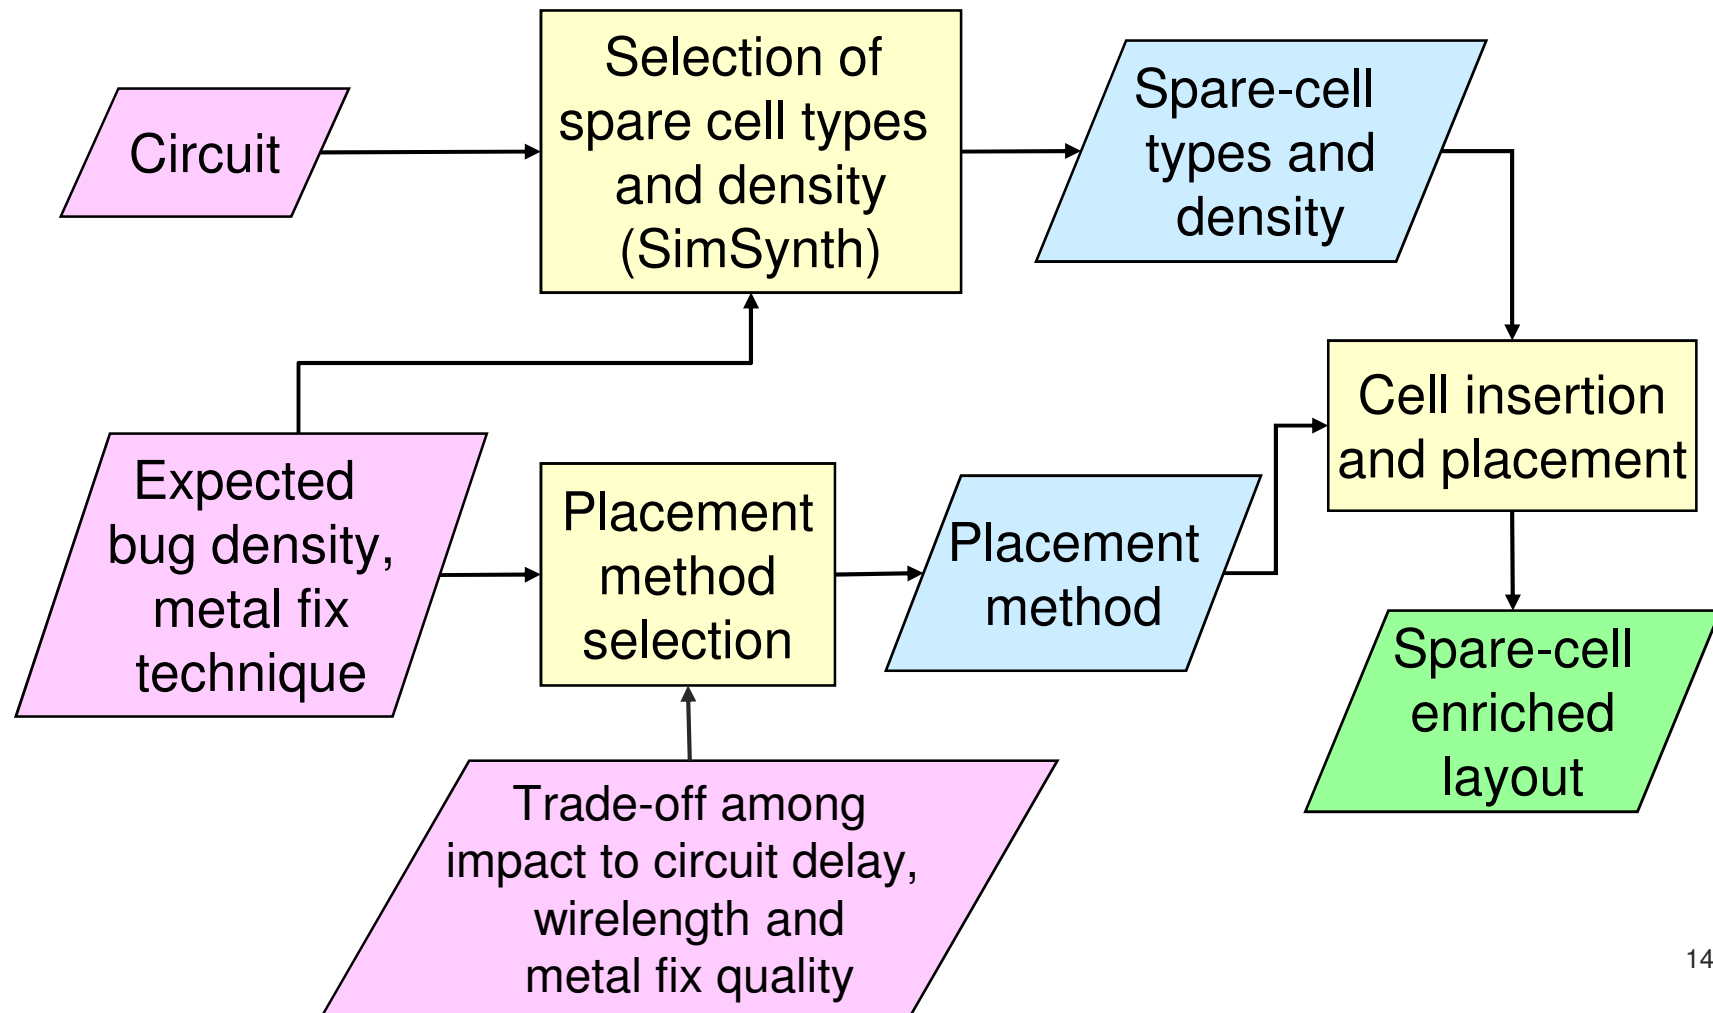 Circuit
Selection of
spare cell types
and density
(SimSynth)
Spare-cell
types and
density
Expected
bug density,
metal fix
technique
Placement
method
selection
Placement
method
Cell insertion
and placement
Spare-cell
enriched
layout
Trade-off among
impact to circuit delay,
wirelength and
metal fix quality
14